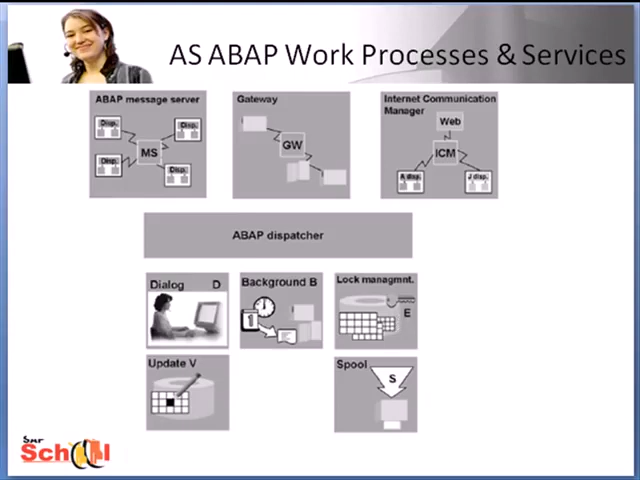 AS ABAP Work Processes & Services
ABAP message server
Disp.
Disp.
MS
Disp.
Disp.
Gateway
GW
Internet Communication
Manager
Web
ICM
A disp.
J disp.
ABAP dispatcher
Dialog D
Background B
1
Lock managmnt.
E
Update V
Spool
S
SAP
School